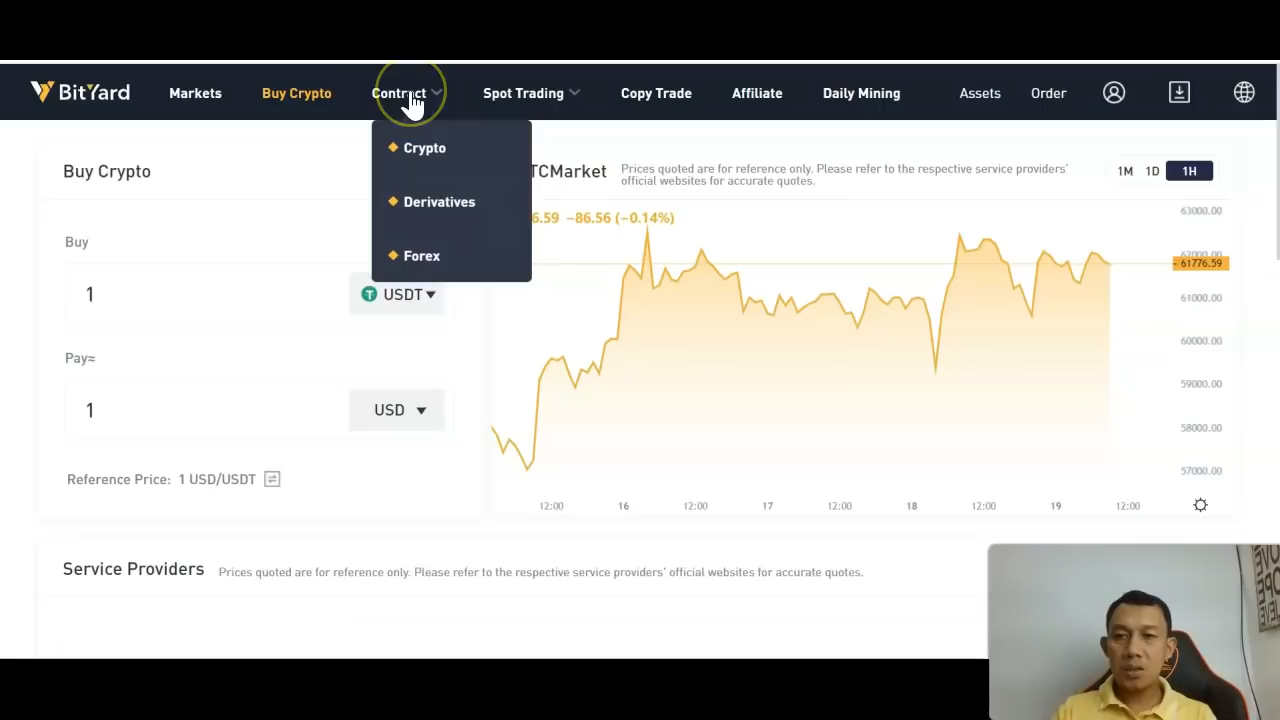 BitYard Markets Buy Crypto Contract Spot Trading Copy Trade Affiliate Daily Mining Assets Order
Crypto
Derivatives
Forex
Buy Crypto
Buy
1
USDT
Pay≈
1
USD
Reference Price: 1 USD/USDT
TCMarket
Prices quoted are for reference only. Please refer to the respective service providers'
official websites for accurate quotes.
1M 1D 1H
6.59 −86.56 (−0.14%)
63000.00
62000.00
61776.59
61000.00
60000.00
59000.00
58000.00
57000.00
12:00 16 12:00 17 12:00 18 12:00 19 12:00
Service Providers Prices quoted are for reference only. Please refer to the respective service providers' official websites for accurate quotes.